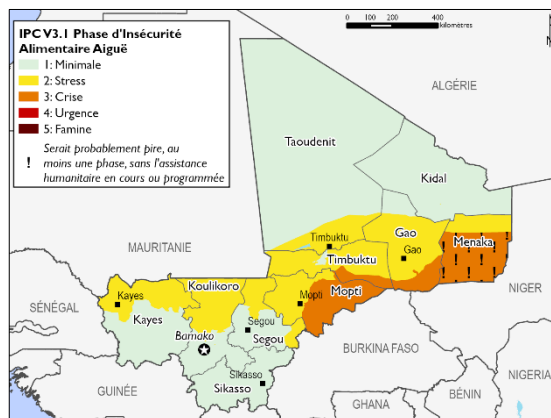 IPC V3.1 Phase d'Insécurité
Alimentaire Aiguë
1: Minimale
2: Stress
3: Crise
4: Urgence
5: Famine
! Serait probablement pire, au
moins une phase, sans l'assistance
humanitaire en cours ou programmée
0 100 200 400
kilomètres
N
ALGÉRIE
Taoudenit
Kidal
MAURITANIE
Timbuktu
Gao
Gao
Menaka
Timbuktu
Mopti
Mopti
NIGER
Koulikoro
Kayes
Kayes
SÉNÉGAL
Segou
Segou
Bamako
BURKINA FASO
Sikasso
Sikasso
GUINÉE
GHANA
BÉNIN
NIGERIA